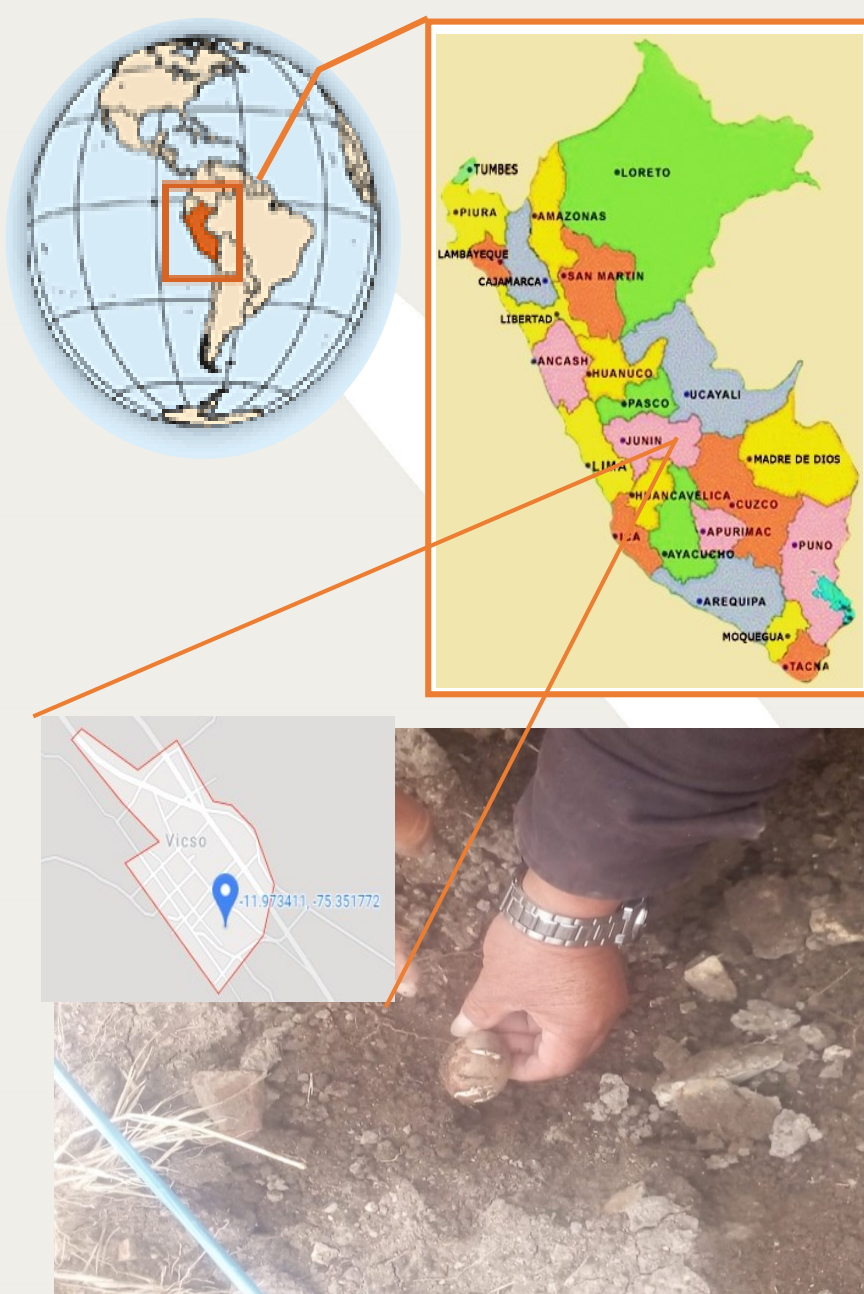 TUMBES
LORETO
PIURA
AMAZONAS
LAMBAYEQUE
SAN MARTIN
CAJAMARCA
LIBERTAD
ANCASH
HUANUCO
UCAYALI
PASCO
JUNIN
MADRE DE DIOS
LIMA
HUANCAVELICA
CUZCO
APURIMAC
ICA
PUNO
AYACUCHO
AREQUIPA
MOQUEGUA
TACNA
Vicso
-11.973411, -75.351772